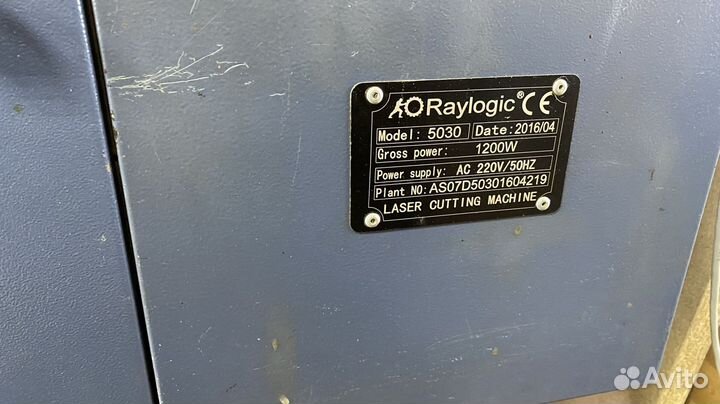 Raylogic® CE
Model: 5030 Date: 2016/04
Gross power: 1200W
Power supply: AC 220V/50HZ
Plant NO: AS07D50301604219
LASER CUTTING MACHINE
Avito